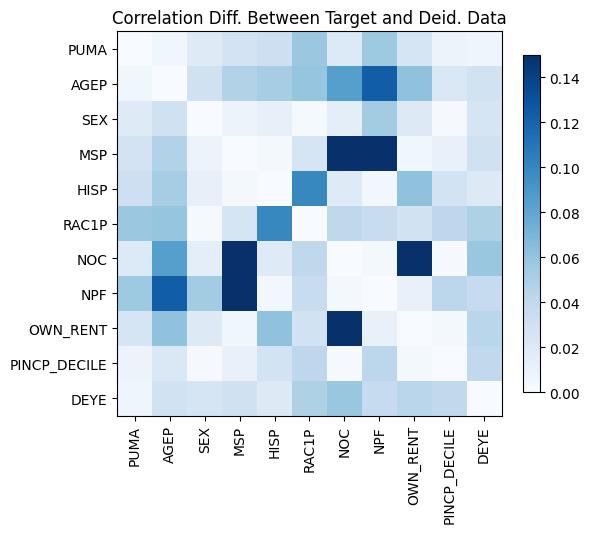 Correlation Diff. Between Target and Deid. Data
PUMA
AGEP
SEX
MSP
HISP
RAC1P
NOC
NPF
OWN_RENT
PINCP_DECILE
DEYE
PUMA
AGEP
SEX
MSP
HISP
RAC1P
NOC
NPF
OWN_RENT
PINCP_DECILE
DEYE
0.14
0.12
0.10
0.08
0.06
0.04
0.02
0.00